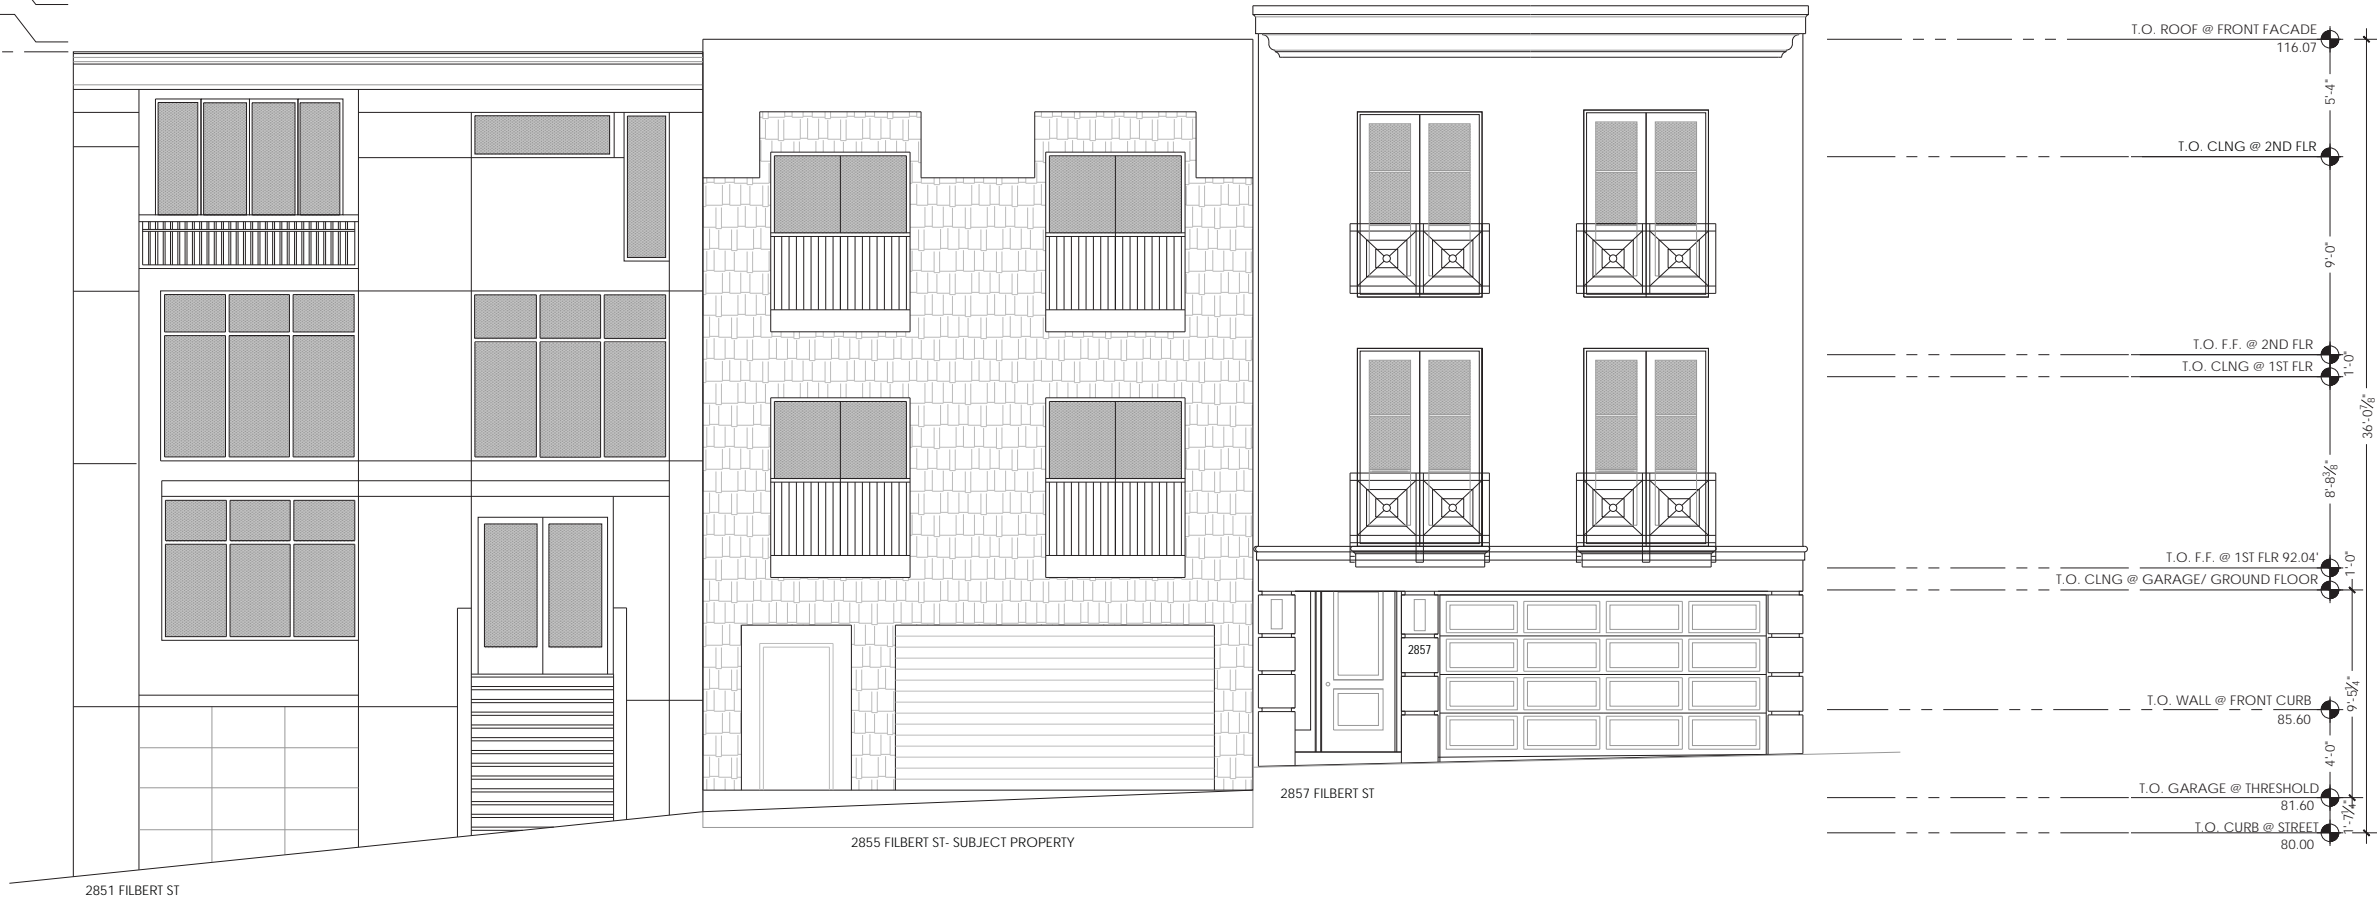 T.O. ROOF @ FRONT FACADE
116.07
5'-4"
T.O. CLNG @ 2ND FLR
9'-0"
T.O. F.F. @ 2ND FLR
1'-0"
T.O. CLNG @ 1ST FLR
36'-0⅞"
8'-8⅜"
T.O. F.F. @ 1ST FLR 92.04'
1'-0"
T.O. CLNG @ GARAGE/ GROUND FLOOR
2857
T.O. WALL @ FRONT CURB
85.60
9'-5¼"
4'-0"
T.O. GARAGE @ THRESHOLD
81.60
1'-7¼"
T.O. CURB @ STREET
80.00
2857 FILBERT ST
2855 FILBERT ST- SUBJECT PROPERTY
2851 FILBERT ST